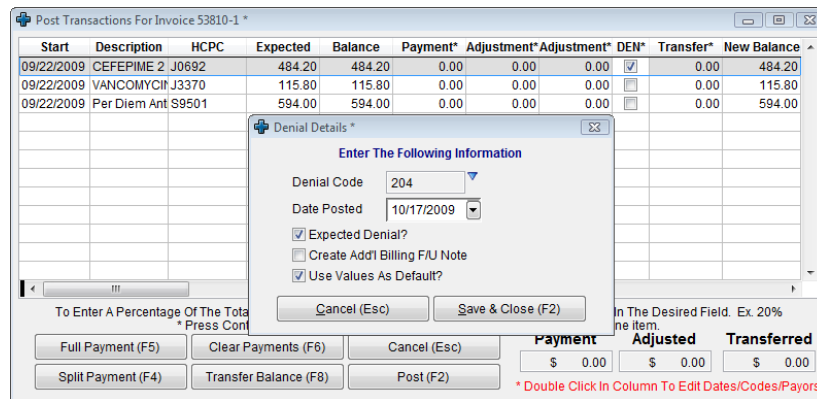 Post Transactions For Invoice 53810-1 *
Start Description HCPC Expected Balance Payment* Adjustment* Adjustment* DEN* Transfer* New Balance
09/22/2009 CEFEPIME 2 J0692 484.20 484.20 0.00 0.00 0.00 0.00 484.20
09/22/2009 VANCOMYCIN J3370 115.80 115.80 0.00 0.00 0.00 0.00 115.80
09/22/2009 Per Diem Ant S9501 594.00 594.00 0.00 0.00 0.00 0.00 594.00
Denial Details *
Enter The Following Information
Denial Code 204
Date Posted 10/17/2009
Expected Denial?
Create Add'l Billing F/U Note
Use Values As Default?
Cancel (Esc) Save & Close (F2)
To Enter A Percentage Of The Tota In The Desired Field. Ex. 20%
* Press Cont ne item.
Full Payment (F5) Clear Payments (F6) Cancel (Esc) Payment Adjusted Transferred
$ 0.00 $ 0.00 $ 0.00
Split Payment (F4) Transfer Balance (F8) Post (F2)
* Double Click In Column To Edit Dates/Codes/Payors